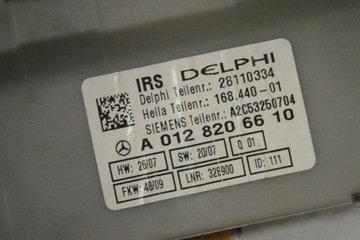 IRS DELPHI
Delphi Teilenr.: 28110334
Hella Teilenr.: 168.440-01
SIEMENS Teilenr.: A2C53250704
A 012 820 66 10
HW: 26/07 SW: 20/07 Q 01
FKW: 48/09 LNR: 326900 ID: 111